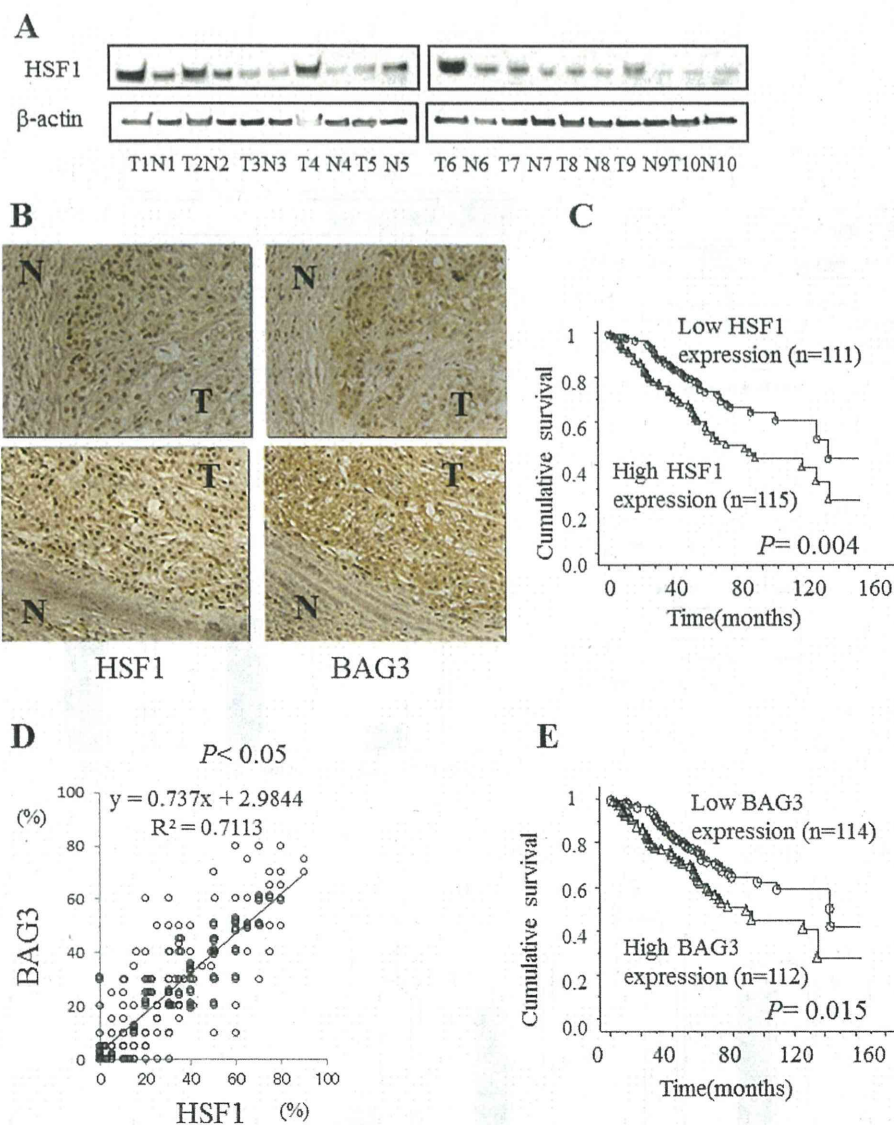 A
HSF1
β-actin
T1N1 T2N2 T3N3 T4 N4 T5 N5 T6 N6 T7 N7 T8 N8 T9 N9T10N10
B
N
T
N
T
T
N
T
N
HSF1
BAG3
C
Cumulative survival
1
0.8
0.6
0.4
0.2
0.0
Low HSF1
expression (n=111)
High HSF1
expression (n=115)
P= 0.004
0 40 80 120 160
Time(months)
D
P< 0.05
y = 0.737x + 2.9844
R² = 0.7113
(%)
BAG3
100
80
60
40
20
0
0 20 40 60 80 100
HSF1 (%)
E
Cumulative survival
1
0.8
0.6
0.4
0.2
0.0
Low BAG3
expression (n=114)
High BAG3
expression (n=112)
P= 0.015
0 40 80 120 160
Time(months)